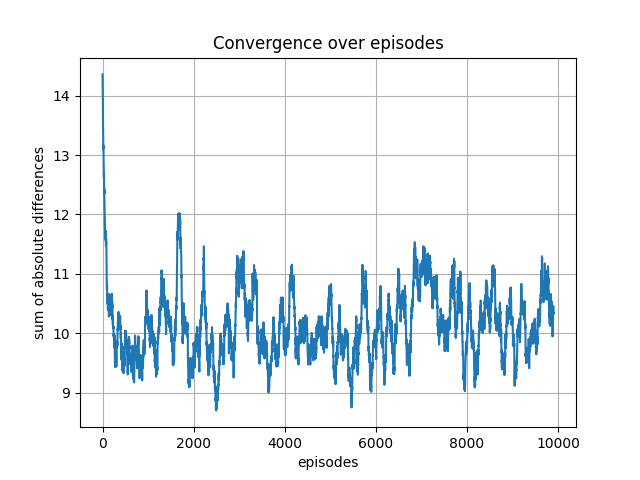 Convergence over episodes
sum of absolute differences
14
13
12
11
10
9
0 2000 4000 6000 8000 10000
episodes